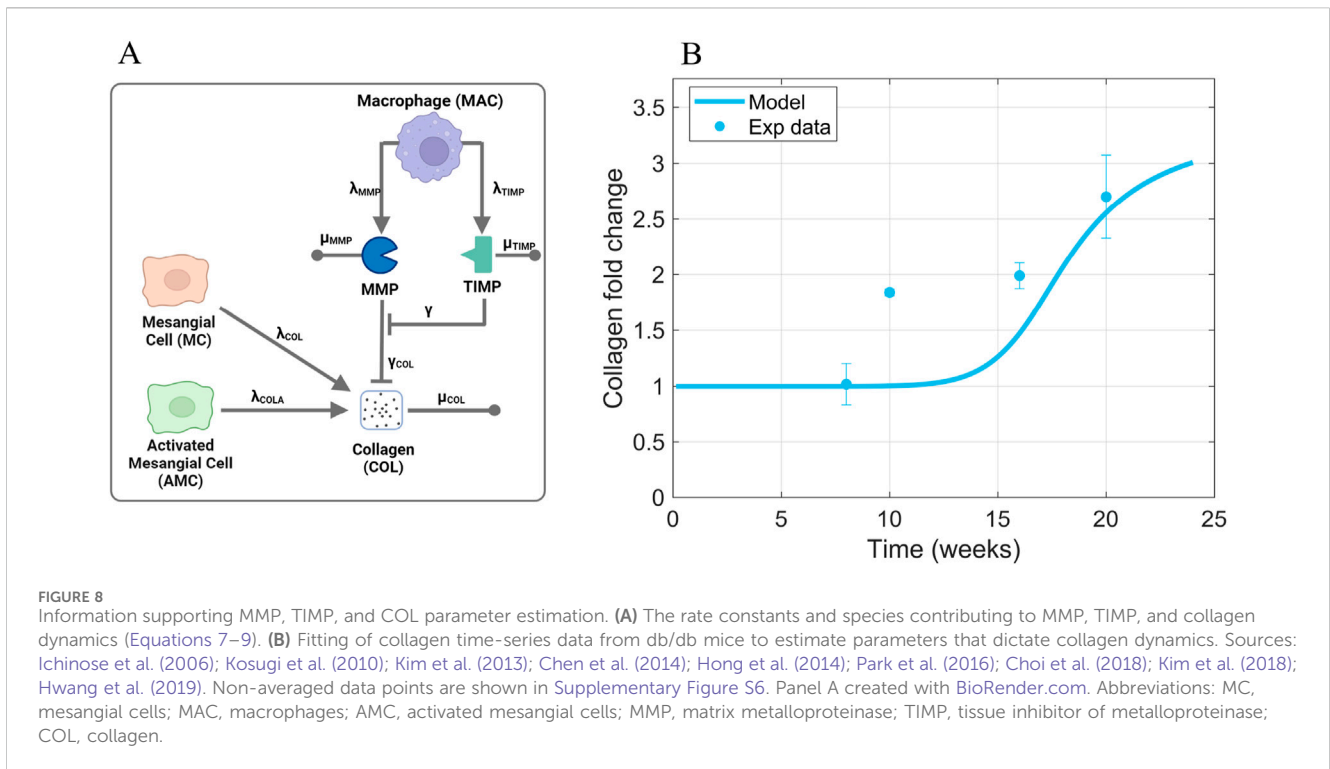 A
Macrophage (MAC)
λMMP
λTIMP
μMMP
μTIMP
MMP
TIMP
γ
Mesangial
Cell (MC)
λCOL
γCOL
λCOLA
μCOL
Activated
Mesangial Cell
(AMC)
Collagen
(COL)
B
Model
Exp data
Collagen fold change
3.5
3
2.5
2
1.5
1
0.5
0
0
5
10
15
20
25
Time (weeks)
FIGURE 8
Information supporting MMP, TIMP, and COL parameter estimation. (A) The rate constants and species contributing to MMP, TIMP, and collagen
dynamics (Equations 7–9). (B) Fitting of collagen time-series data from db/db mice to estimate parameters that dictate collagen dynamics. Sources:
Ichinose et al. (2006); Kosugi et al. (2010); Kim et al. (2013); Chen et al. (2014); Hong et al. (2014); Park et al. (2016); Choi et al. (2018); Kim et al. (2018);
Hwang et al. (2019). Non-averaged data points are shown in Supplementary Figure S6. Panel A created with BioRender.com. Abbreviations: MC,
mesangial cells; MAC, macrophages; AMC, activated mesangial cells; MMP, matrix metalloproteinase; TIMP, tissue inhibitor of metalloproteinase;
COL, collagen.